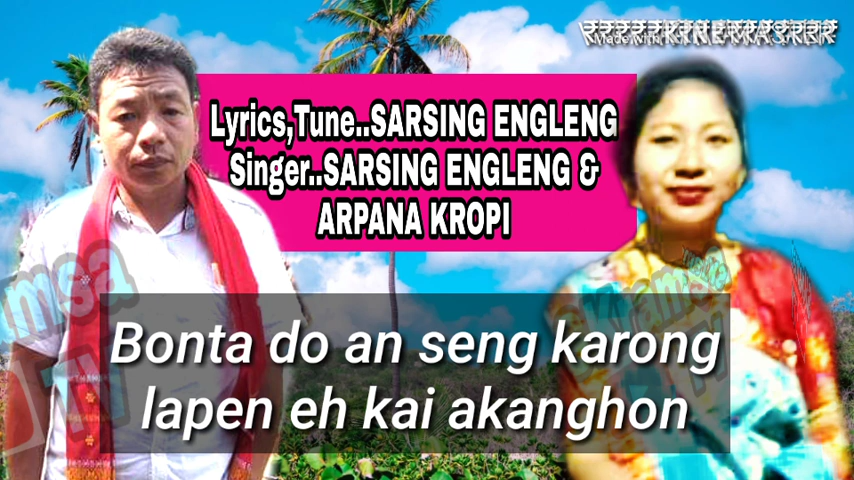 Lyrics,Tune..SARSING ENGLENG
Singer..SARSING ENGLENG &
ARPANA KROPI
Bonta do an seng karong
lapen eh kai akanghon